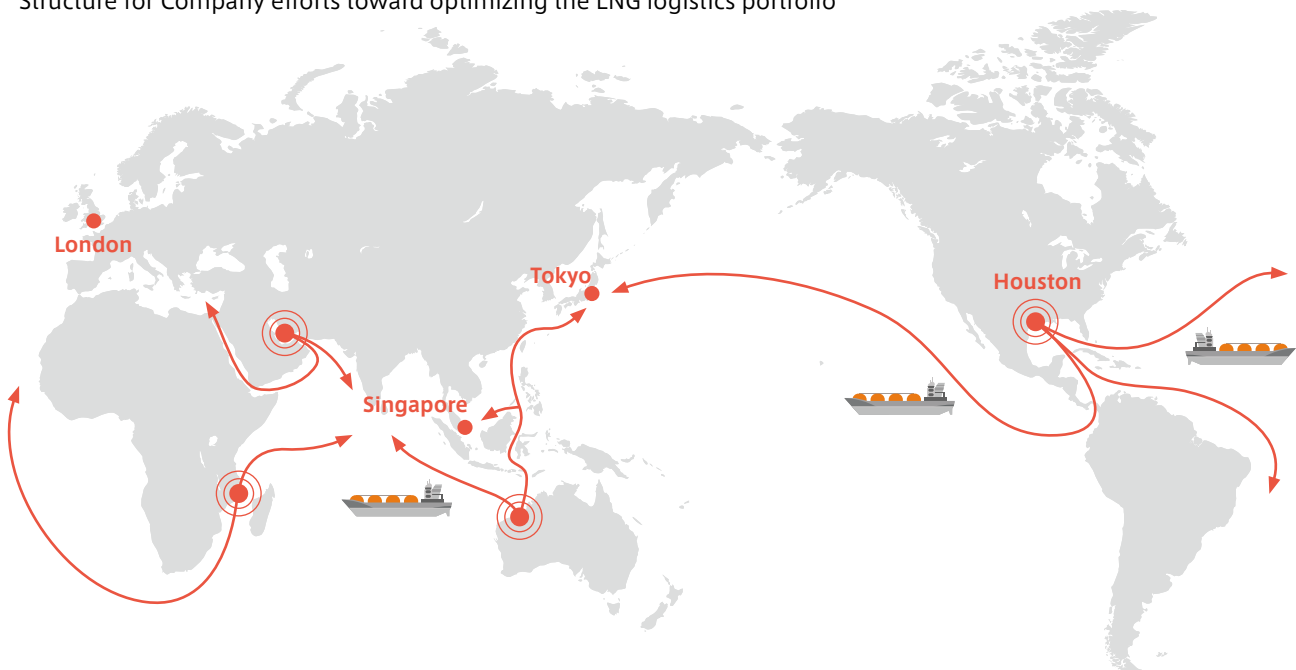 Structure for Company efforts toward optimizing the LNG logistics portfolio
London
Tokyo
Houston
Singapore